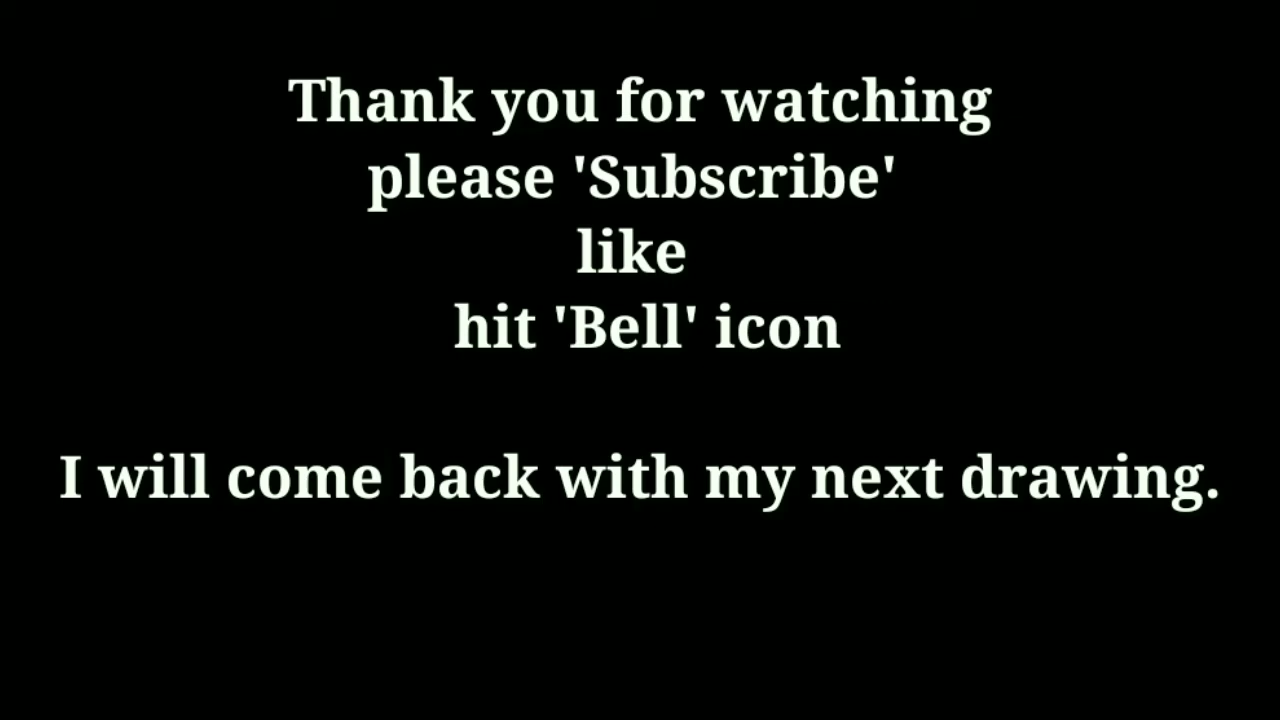 Thank you for watching
please 'Subscribe'
like
hit 'Bell' icon
I will come back with my next drawing.